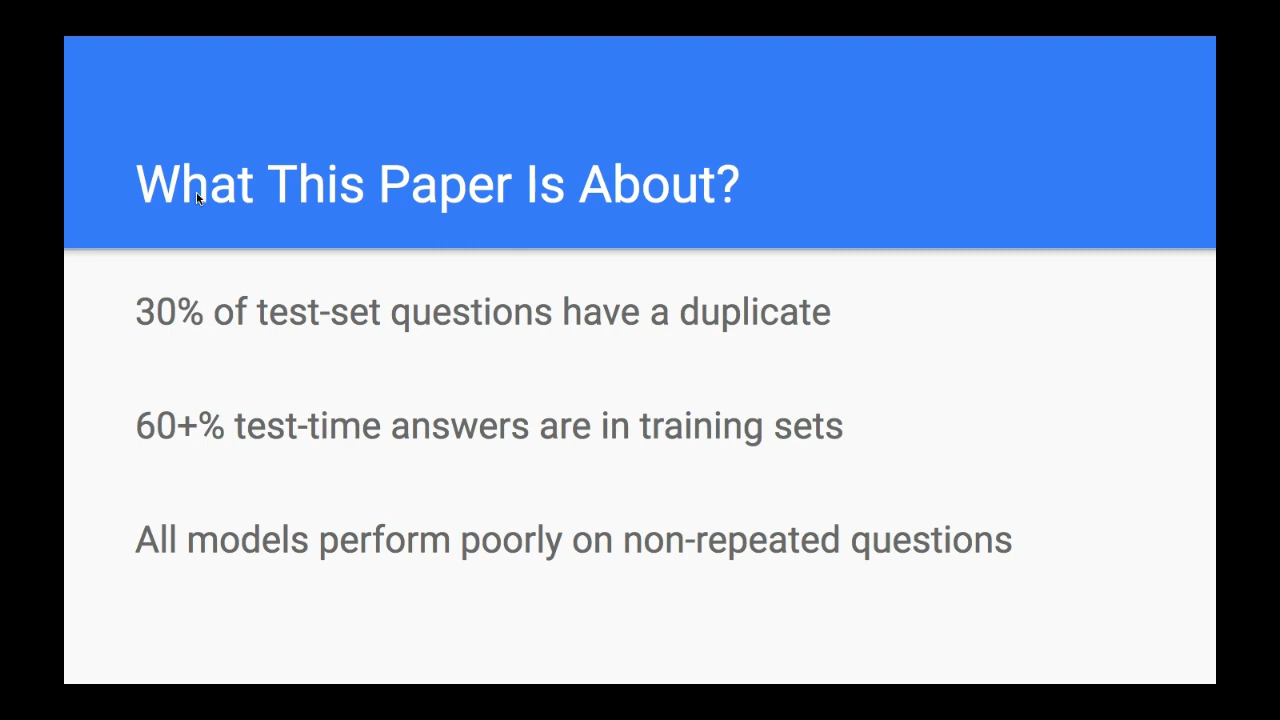 What This Paper Is About?
30% of test-set questions have a duplicate
60+% test-time answers are in training sets
All models perform poorly on non-repeated questions